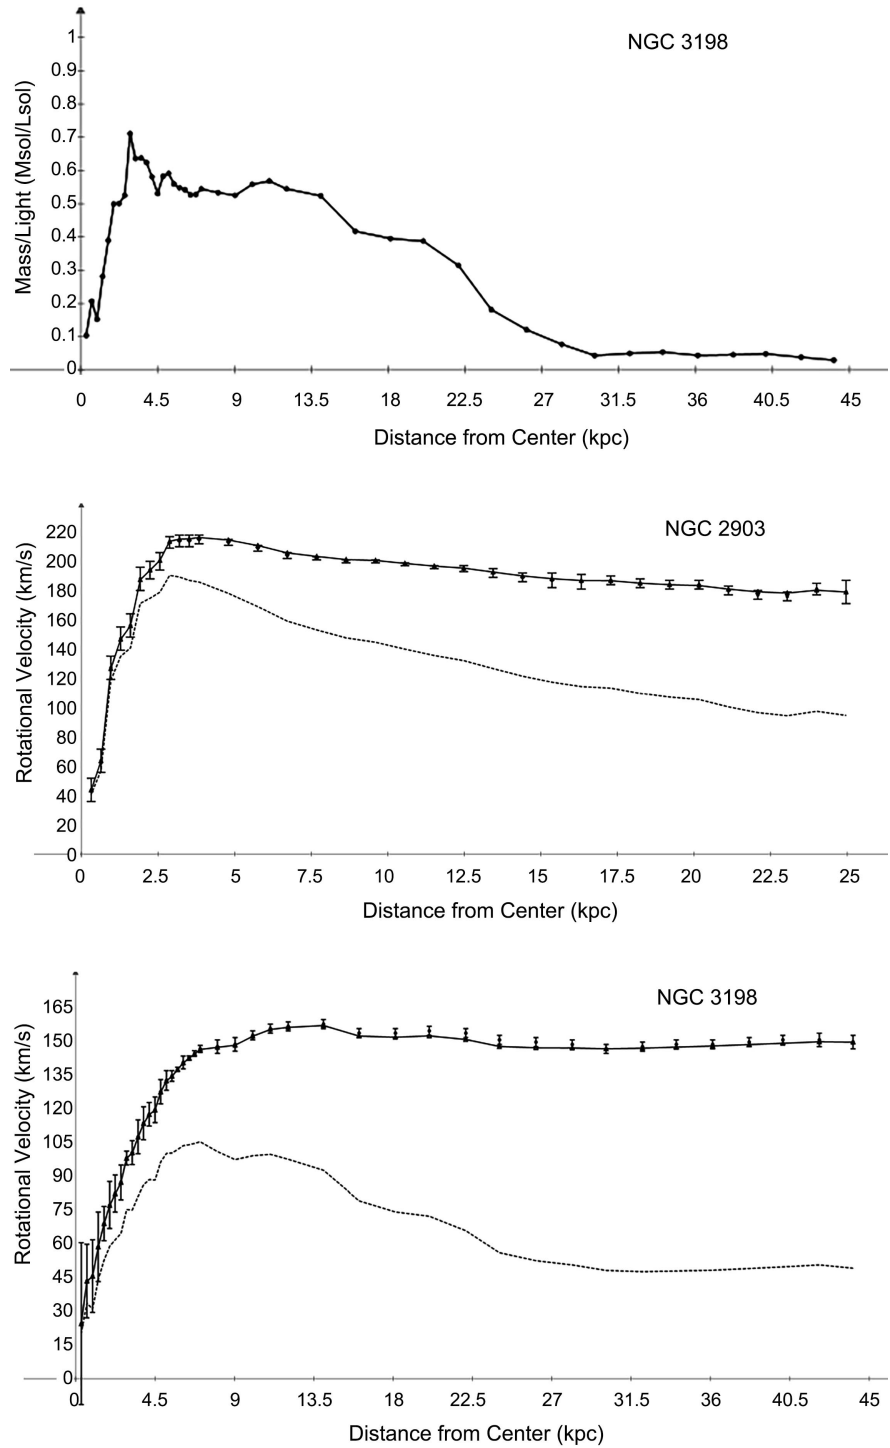 NGC 3198
Mass/Light (Msol/Lsol)
1
0.9
0.8
0.7
0.6
0.5
0.4
0.3
0.2
0.1
0
0 4.5 9 13.5 18 22.5 27 31.5 36 40.5 45
Distance from Center (kpc)
NGC 2903
Rotational Velocity (km/s)
220
200
180
160
140
120
100
80
60
40
20
0
0 2.5 5 7.5 10 12.5 15 17.5 20 22.5 25
Distance from Center (kpc)
NGC 3198
Rotational Velocity (km/s)
165
150
135
120
105
90
75
60
45
30
15
0
0 4.5 9 13.5 18 22.5 27 31.5 36 40.5 45
Distance from Center (kpc)